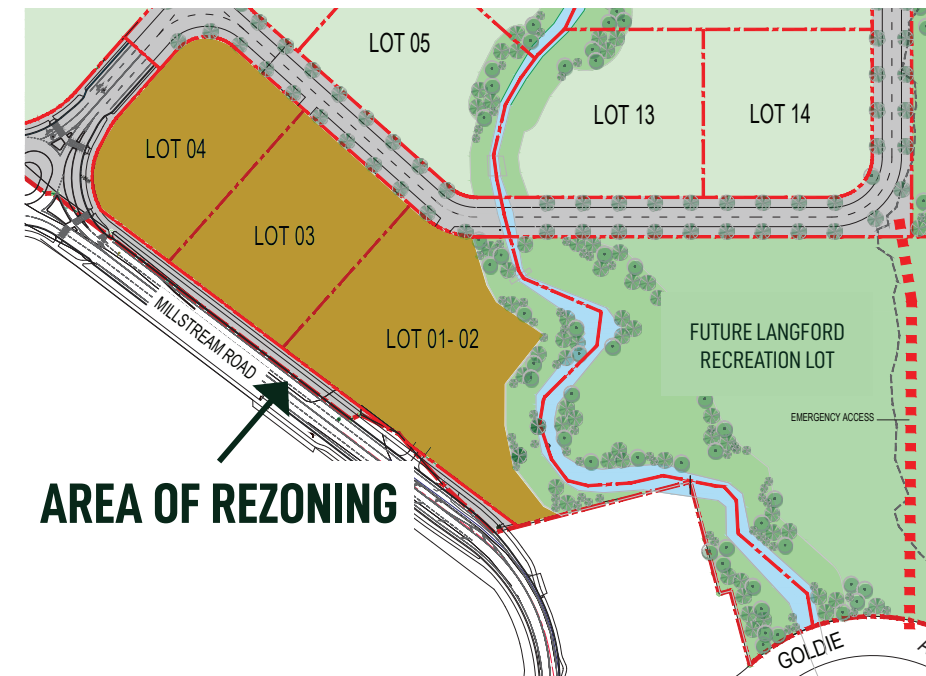 LOT 05
LOT 04
LOT 13
LOT 14
LOT 03
MILLSTREAM ROAD
LOT 01- 02
FUTURE LANGFORD
RECREATION LOT
EMERGENCY ACCESS
AREA OF REZONING
GOLDIE